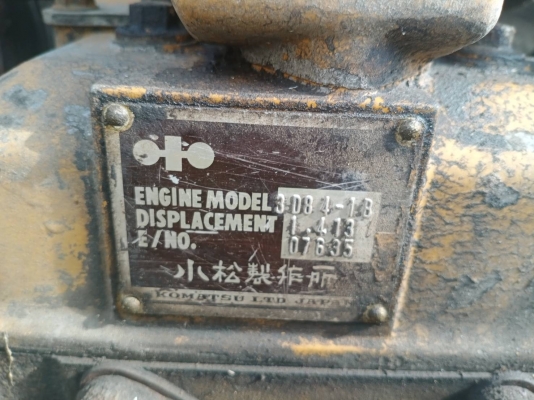 ENGINE MODEL 3D84-1B
DISPLACEMENT 1.413 ℓ
E/NO. 07635
小松製作所
KOMATSU LTD JAPAN